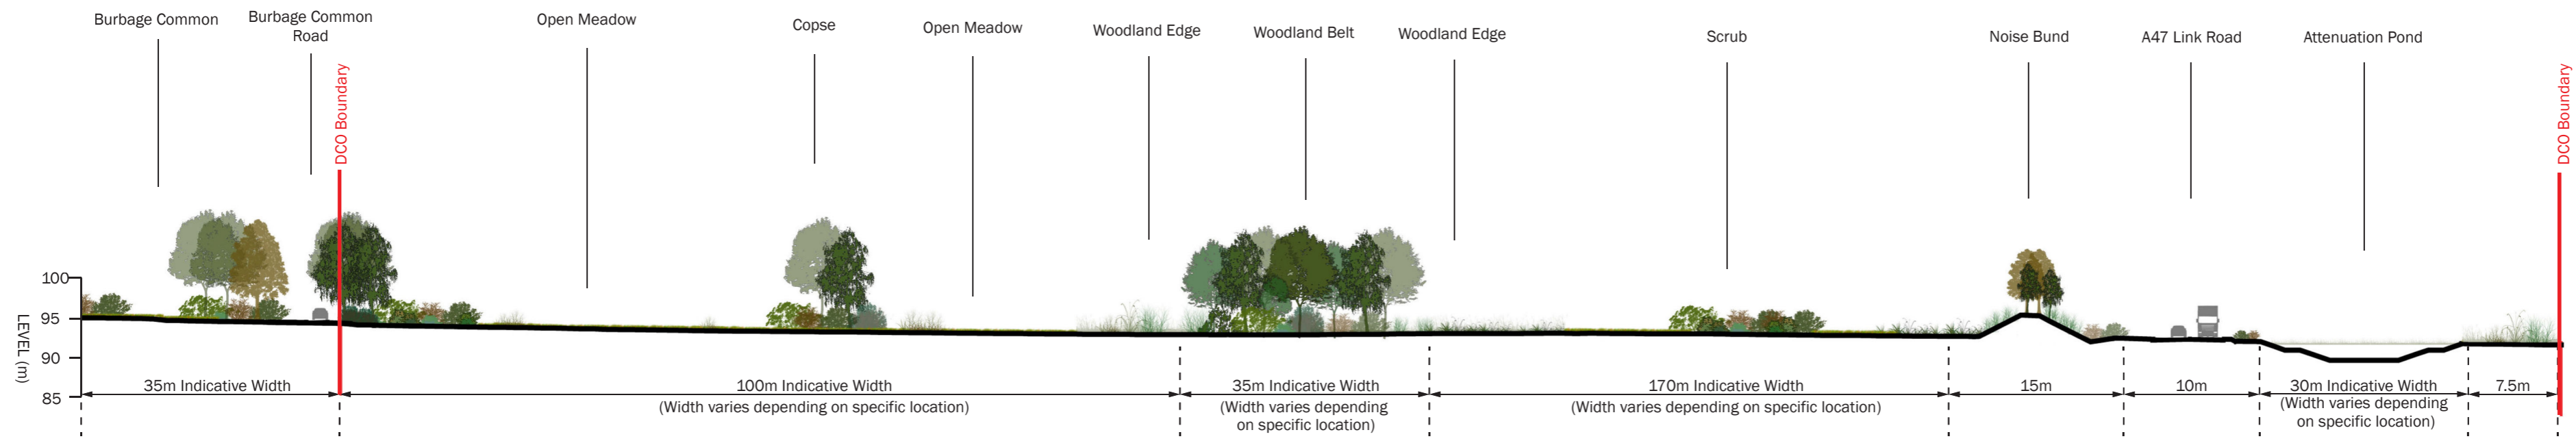 Burbage Common
Burbage Common
Road
Open Meadow
Copse
Open Meadow
Woodland Edge
Woodland Belt
Woodland Edge
Scrub
Noise Bund
A47 Link Road
Attenuation Pond
DCO Boundary
DCO Boundary
LEVEL (m)
100
95
90
85
35m Indicative Width
100m Indicative Width
(Width varies depending on specific location)
35m Indicative Width
(Width varies depending
on specific location)
170m Indicative Width
(Width varies depending on specific location)
15m
10m
30m Indicative Width
(Width varies depending
on specific location)
7.5m